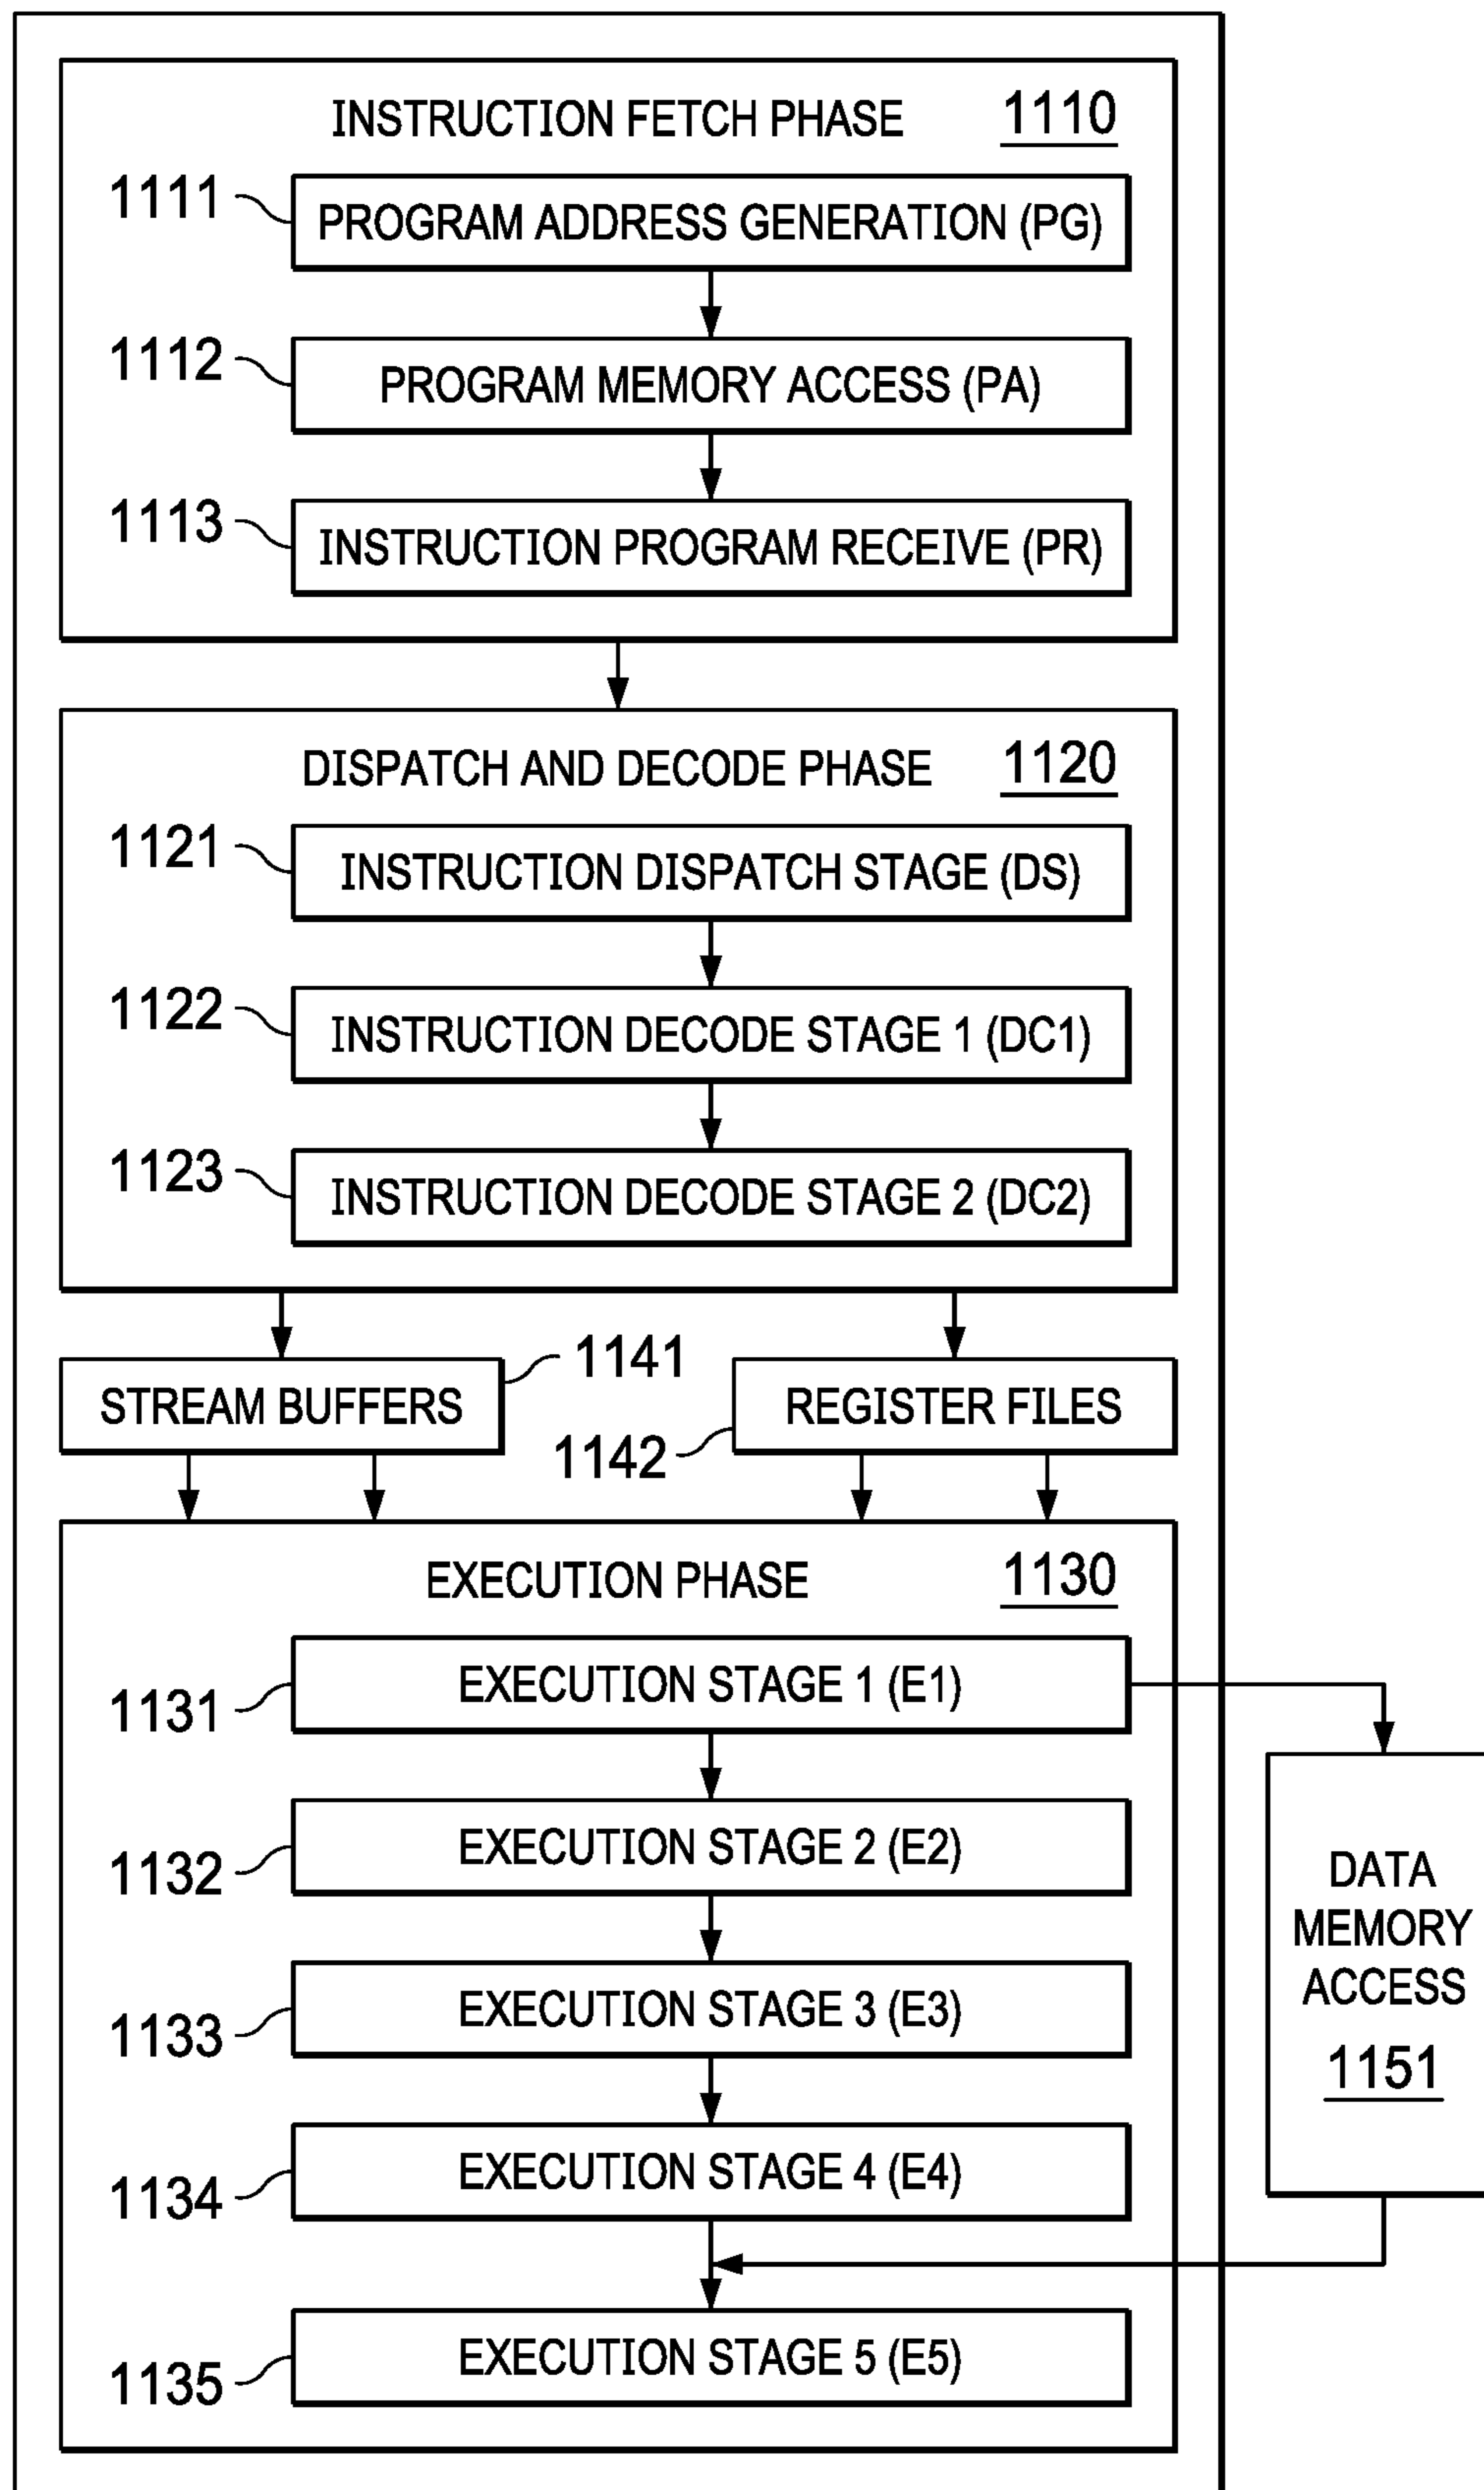 INSTRUCTION FETCH PHASE 1110
1111 PROGRAM ADDRESS GENERATION (PG)
1112 PROGRAM MEMORY ACCESS (PA)
1113 INSTRUCTION PROGRAM RECEIVE (PR)
DISPATCH AND DECODE PHASE 1120
1121 INSTRUCTION DISPATCH STAGE (DS)
1122 INSTRUCTION DECODE STAGE 1 (DC1)
1123 INSTRUCTION DECODE STAGE 2 (DC2)
STREAM BUFFERS 1141
1142 REGISTER FILES
EXECUTION PHASE 1130
1131 EXECUTION STAGE 1 (E1)
1132 EXECUTION STAGE 2 (E2)
1133 EXECUTION STAGE 3 (E3)
1134 EXECUTION STAGE 4 (E4)
1135 EXECUTION STAGE 5 (E5)
DATA
MEMORY
ACCESS
1151